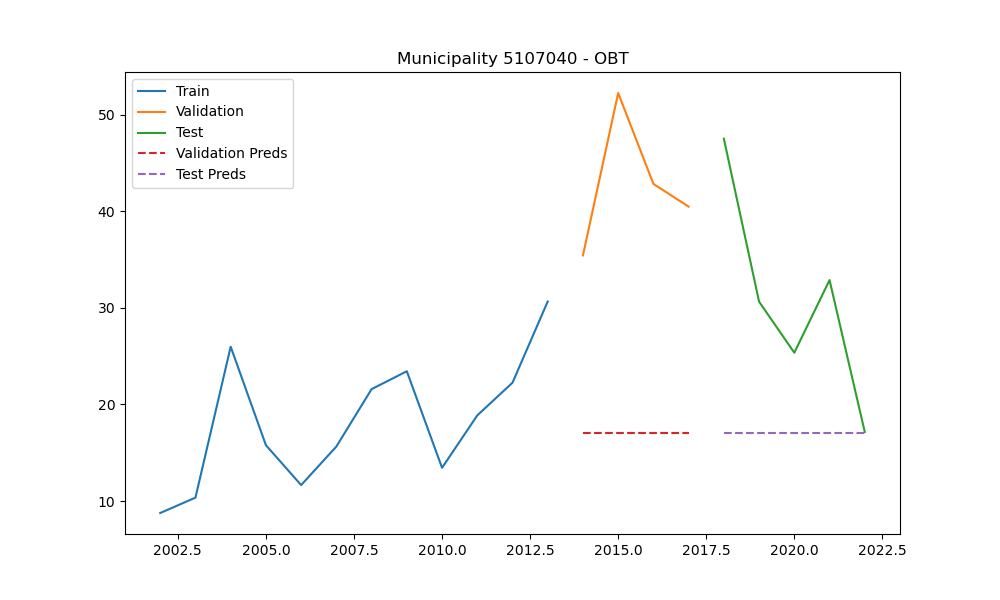 Municipality 5107040 - OBT
Train
Validation
Test
Validation Preds
Test Preds
50
40
30
20
10
2002.5 2005.0 2007.5 2010.0 2012.5 2015.0 2017.5 2020.0 2022.5